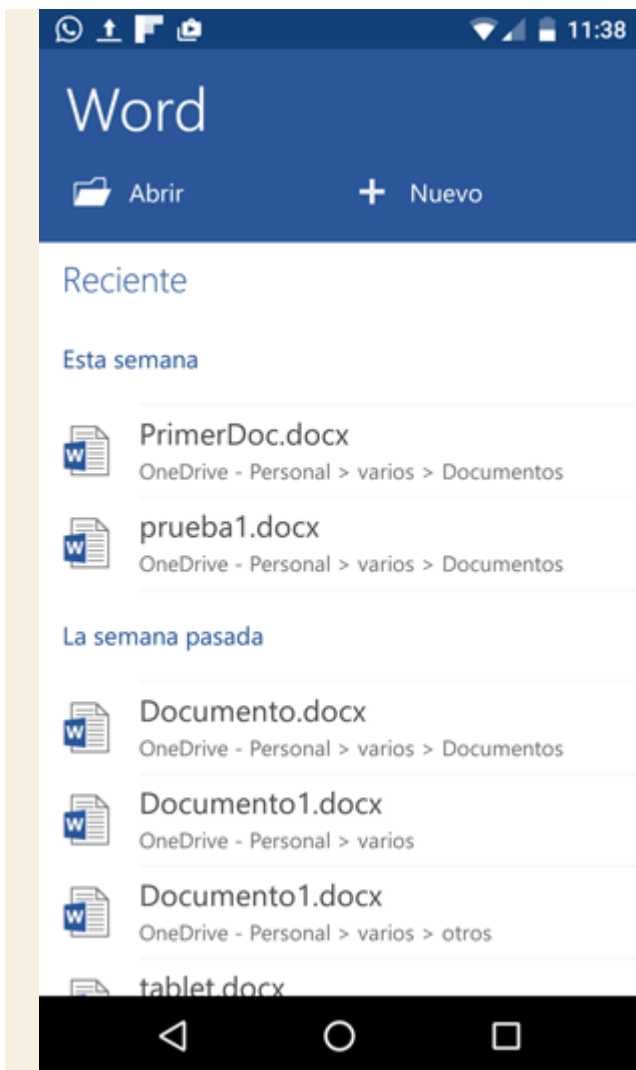 11:38
Word
Abrir
Nuevo
Reciente
Esta semana
PrimerDoc.docx
OneDrive - Personal > varios > Documentos
prueba1.docx
OneDrive - Personal > varios > Documentos
La semana pasada
Documento.docx
OneDrive - Personal > varios > Documentos
Documento1.docx
OneDrive - Personal > varios
Documento1.docx
OneDrive - Personal > varios > otros
tablet.docx